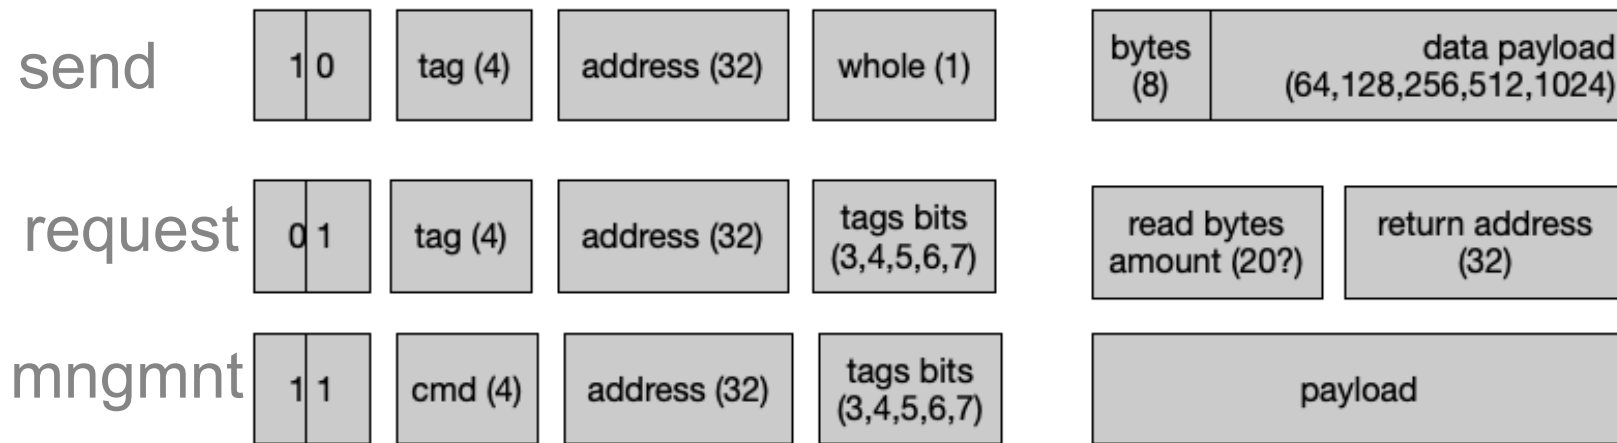 send 1 0 tag (4) address (32) whole (1) bytes (8) data payload (64,128,256,512,1024)
request 0 1 tag (4) address (32) tags bits (3,4,5,6,7) read bytes amount (20?) return address (32)
mngmnt 1 1 cmd (4) address (32) tags bits (3,4,5,6,7) payload